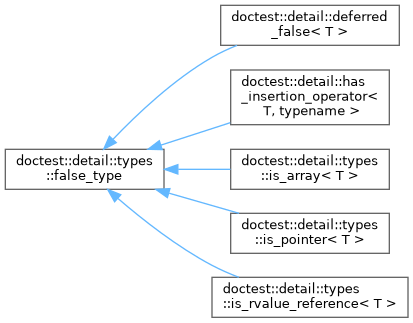 doctest::detail::deferred
_false< T >
doctest::detail::has
_insertion_operator<
T, typename >
doctest::detail::types
::false_type
doctest::detail::types
::is_array< T >
doctest::detail::types
::is_pointer< T >
doctest::detail::types
::is_rvalue_reference< T >